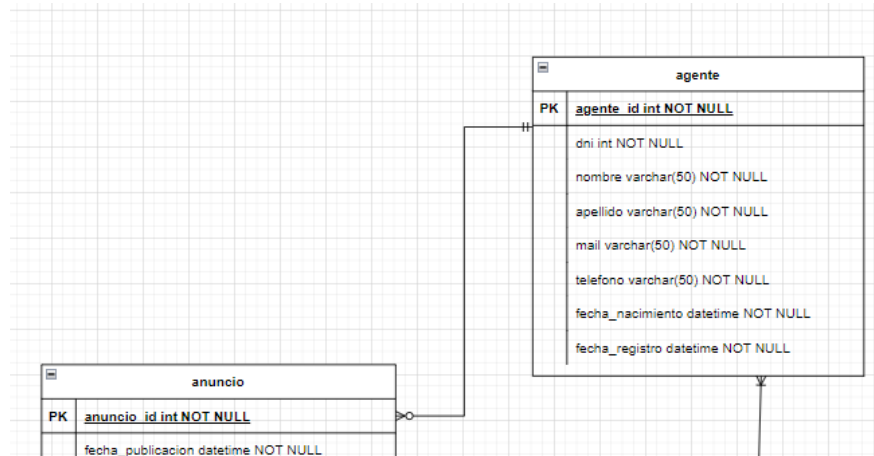 agente
PK agente_id int NOT NULL
dni int NOT NULL
nombre varchar(50) NOT NULL
apellido varchar(50) NOT NULL
mail varchar(50) NOT NULL
telefono varchar(50) NOT NULL
fecha_nacimiento datetime NOT NULL
fecha_registro datetime NOT NULL
anuncio
PK anuncio_id int NOT NULL
fecha_publicacion datetime NOT NULL